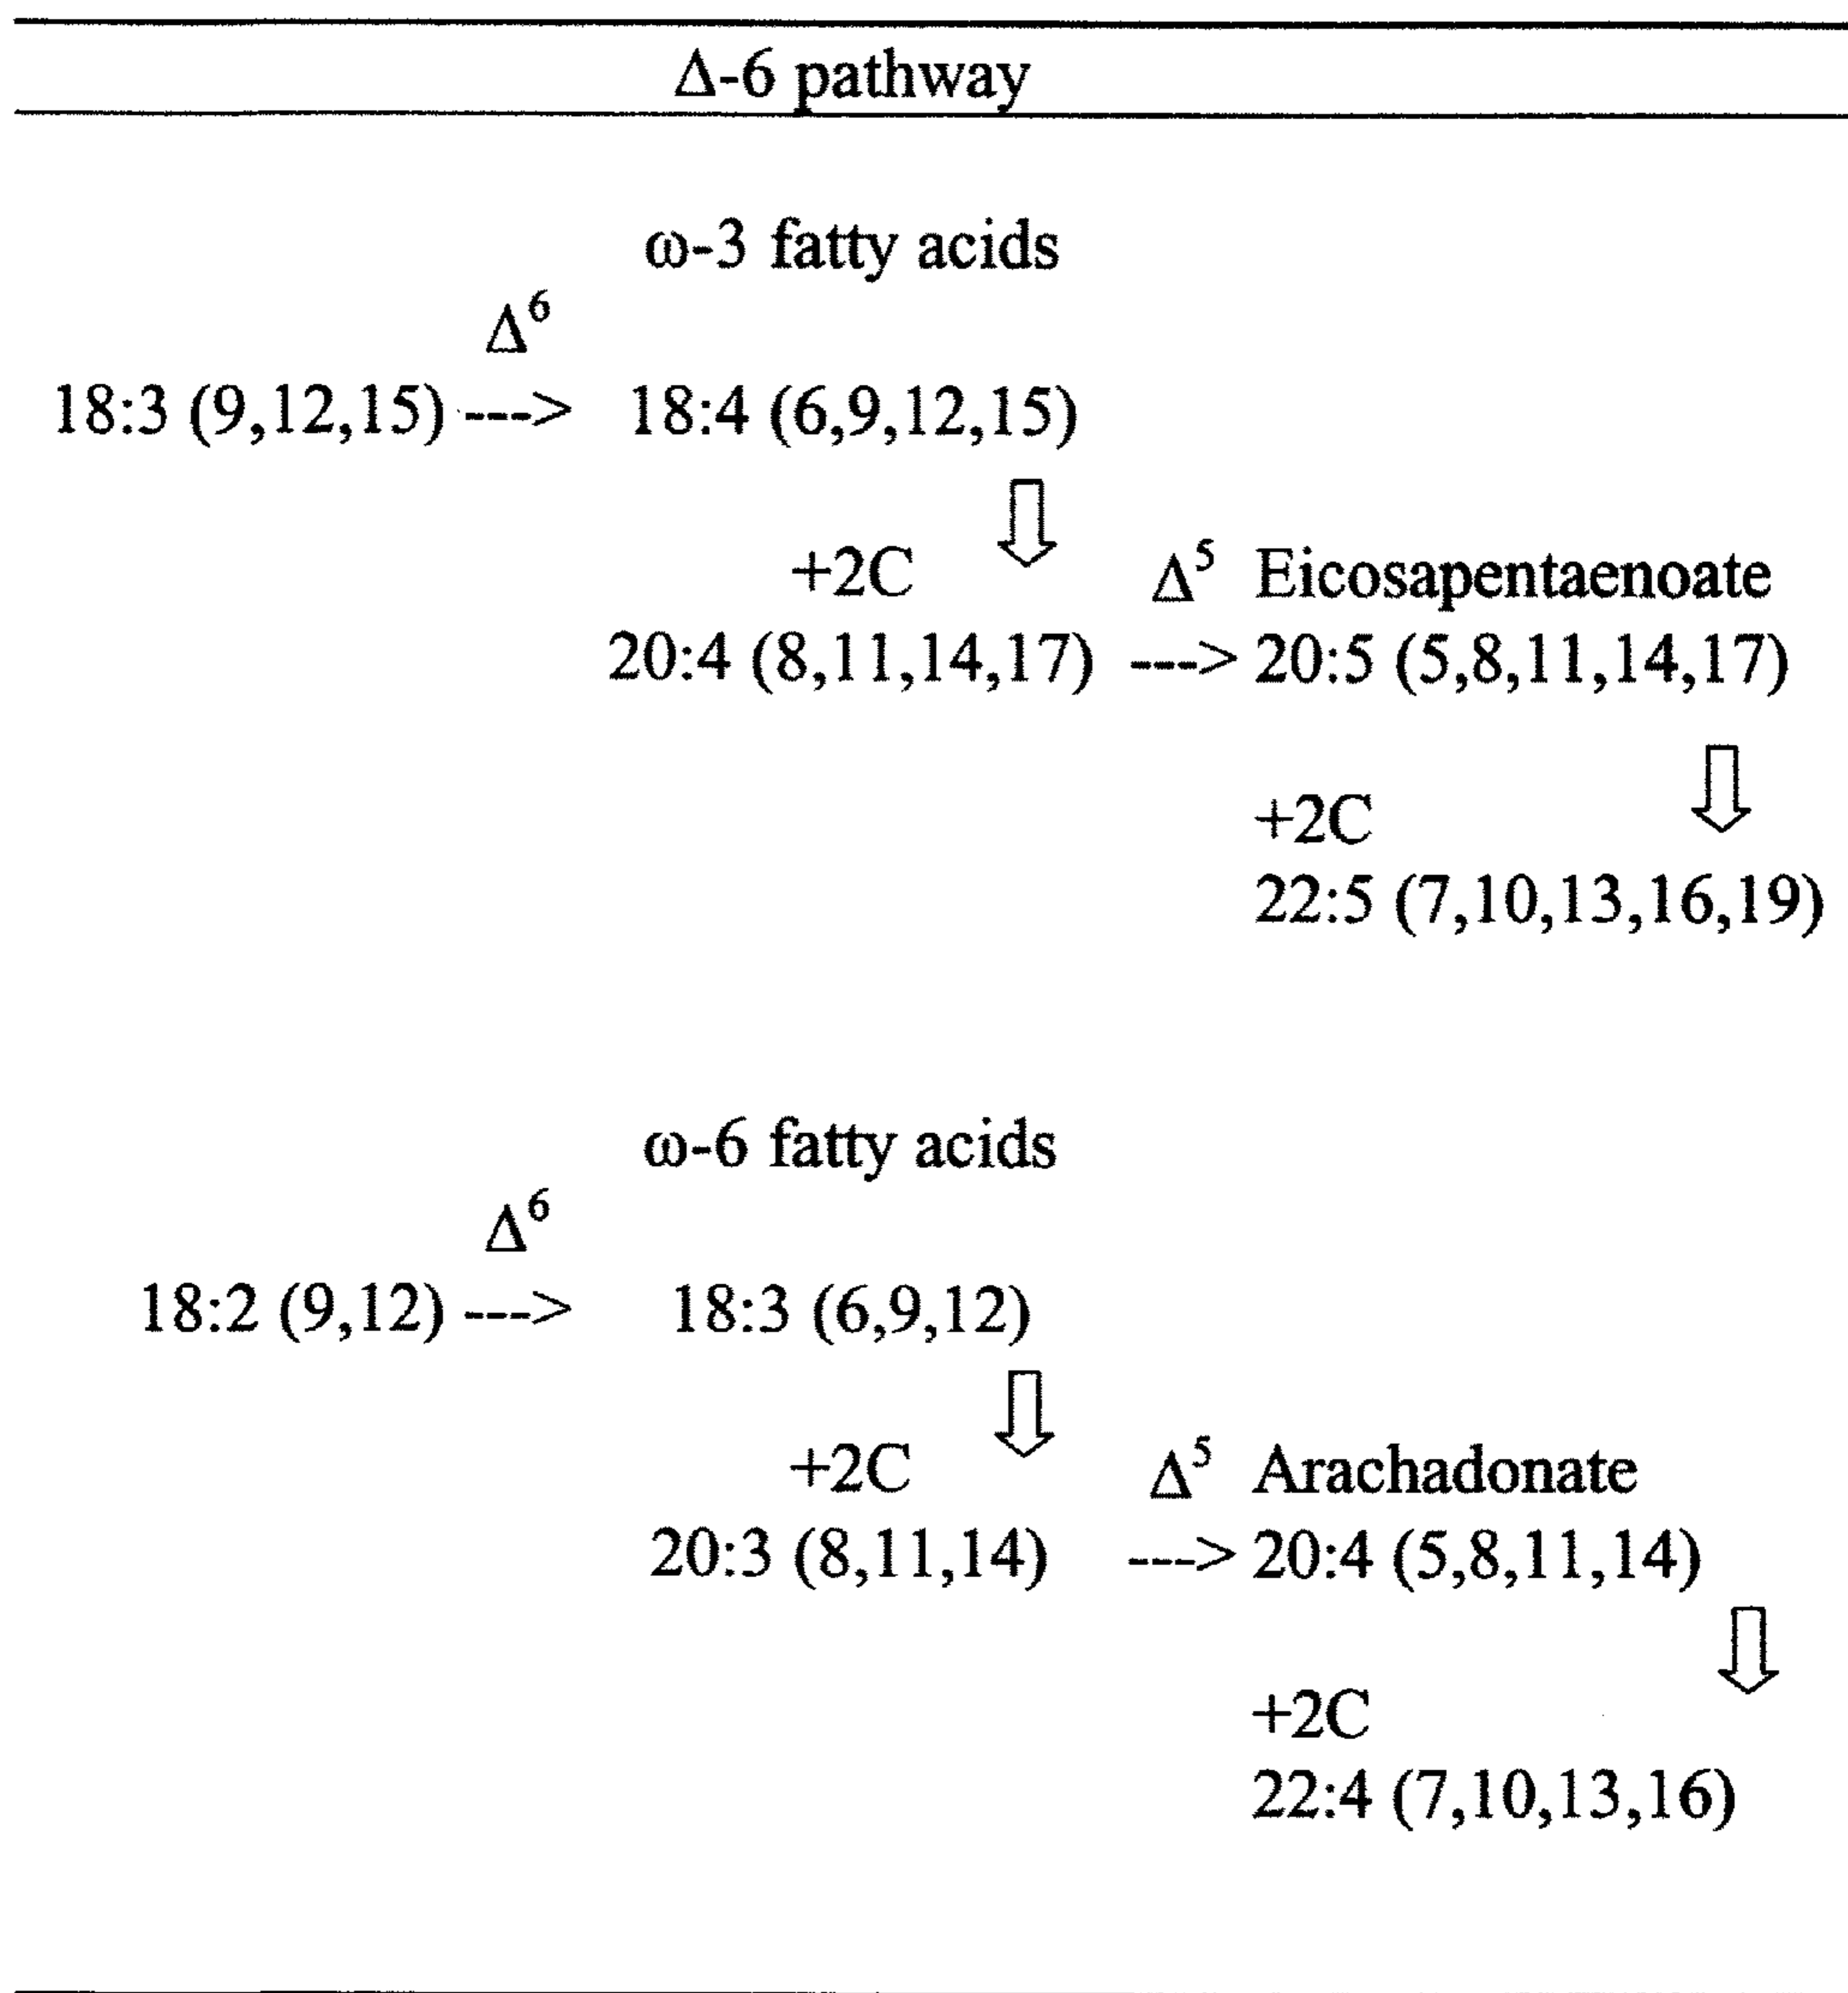 Δ-6 pathway
ω-3 fatty acids
Δ⁶
18:3 (9,12,15) ---> 18:4 (6,9,12,15)
+2C Δ⁵ Eicosapentaenoate
20:4 (8,11,14,17) ---> 20:5 (5,8,11,14,17)
+2C
22:5 (7,10,13,16,19)
ω-6 fatty acids
Δ⁶
18:2 (9,12) ---> 18:3 (6,9,12)
+2C Δ⁵ Arachadonate
20:3 (8,11,14) ---> 20:4 (5,8,11,14)
+2C
22:4 (7,10,13,16)